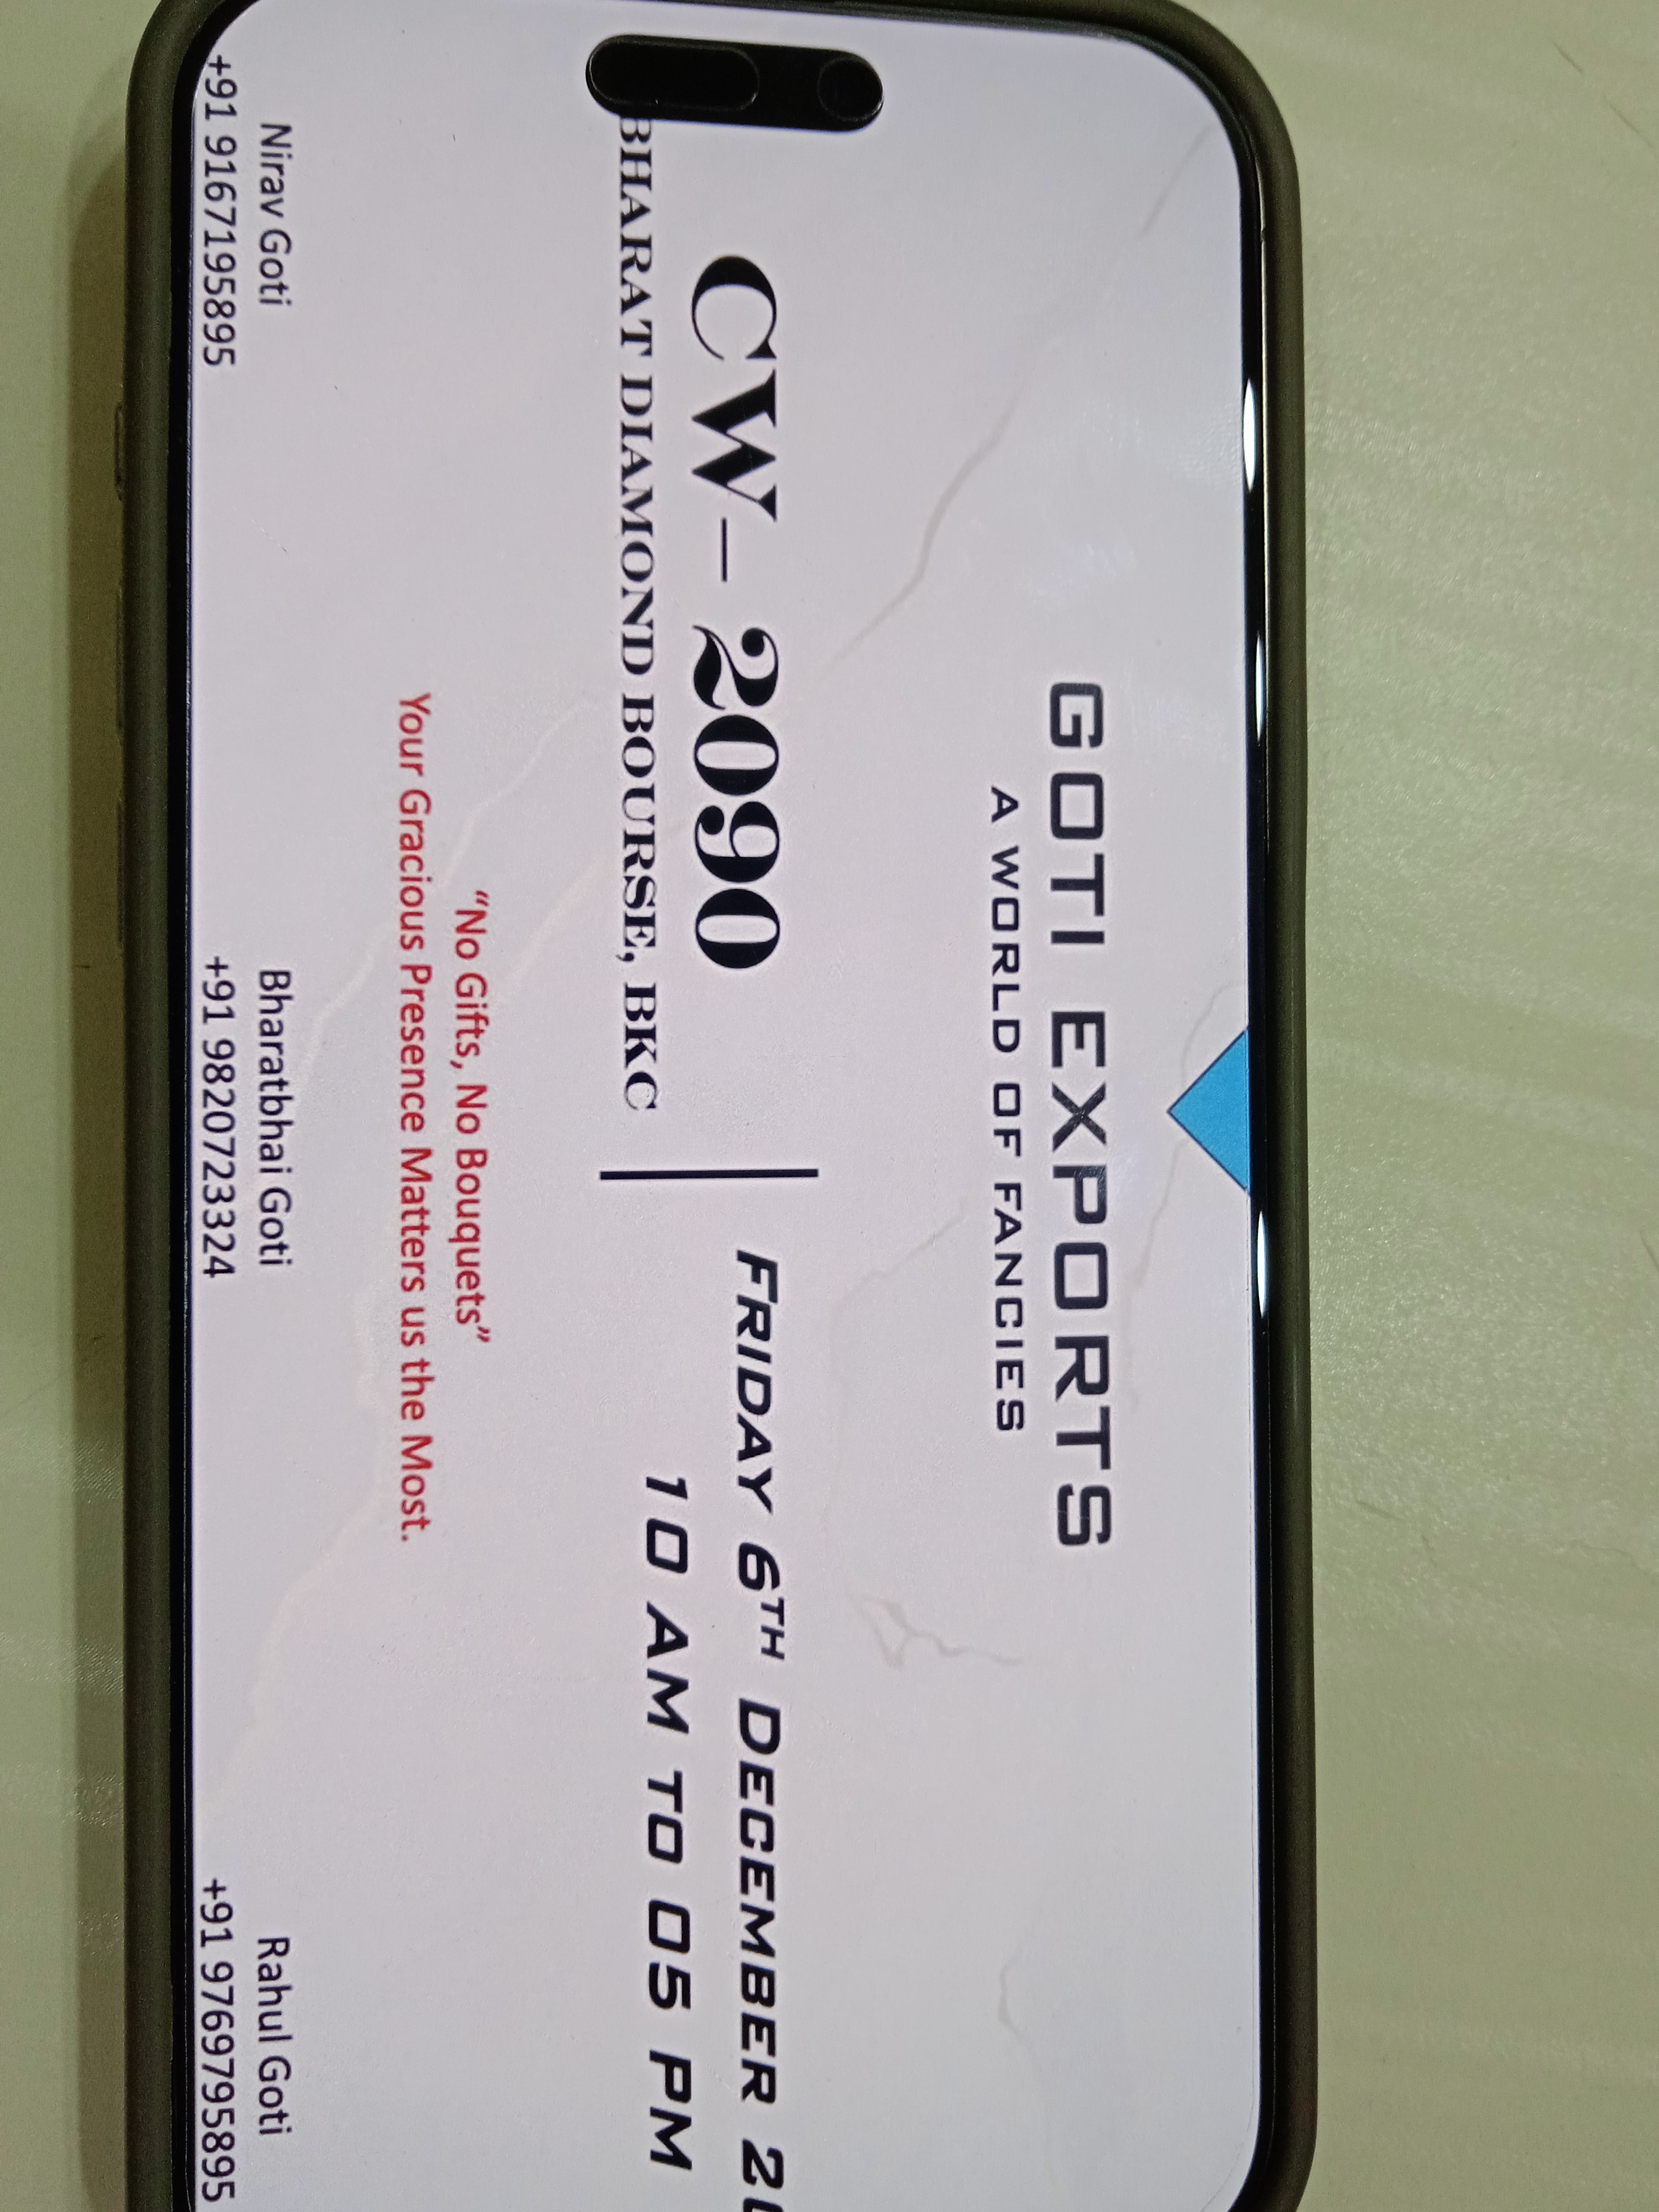 GOTI EXPORTS
A WORLD OF FANCIES
CW– 2090
BHARAT DIAMOND BOURSE, BKC
FRIDAY 6TH DECEMBER
10 AM TO 05 PM
“No Gifts, No Bouquets”
Your Gracious Presence Matters us the Most.
Nirav Goti
+91 9167195895
Bharatbhai Goti
+91 9820723324
Rahul Goti
+91 9769795895